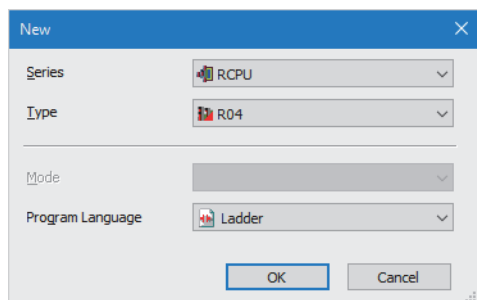 New
Series
RCPU
Type
R04
Mode
Program Language
Ladder
OK
Cancel